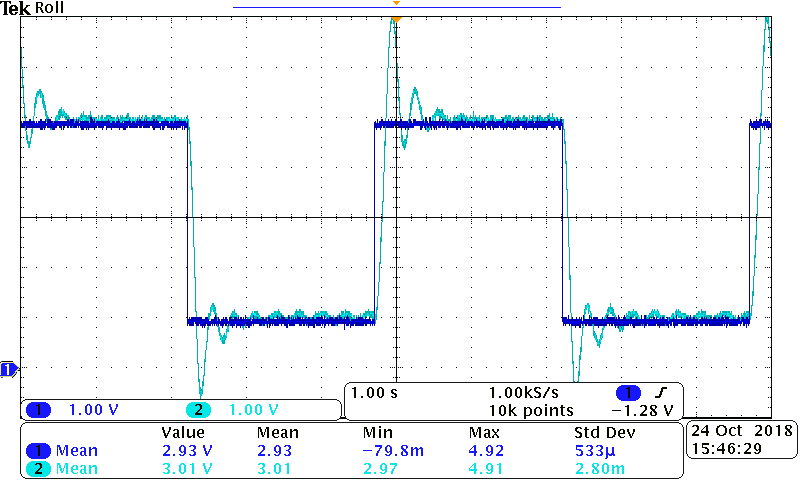 Tek Roll
1
1 1.00 V 2 1.00 V
1.00 s 1.00KS/s 1
10k points −1.28 V
Value Mean Min Max Std Dev
1 Mean 2.93 V 2.93 −79.8m 4.92 533µ
2 Mean 3.01 V 3.01 2.97 4.91 2.80m
24 Oct 2018
15:46:29